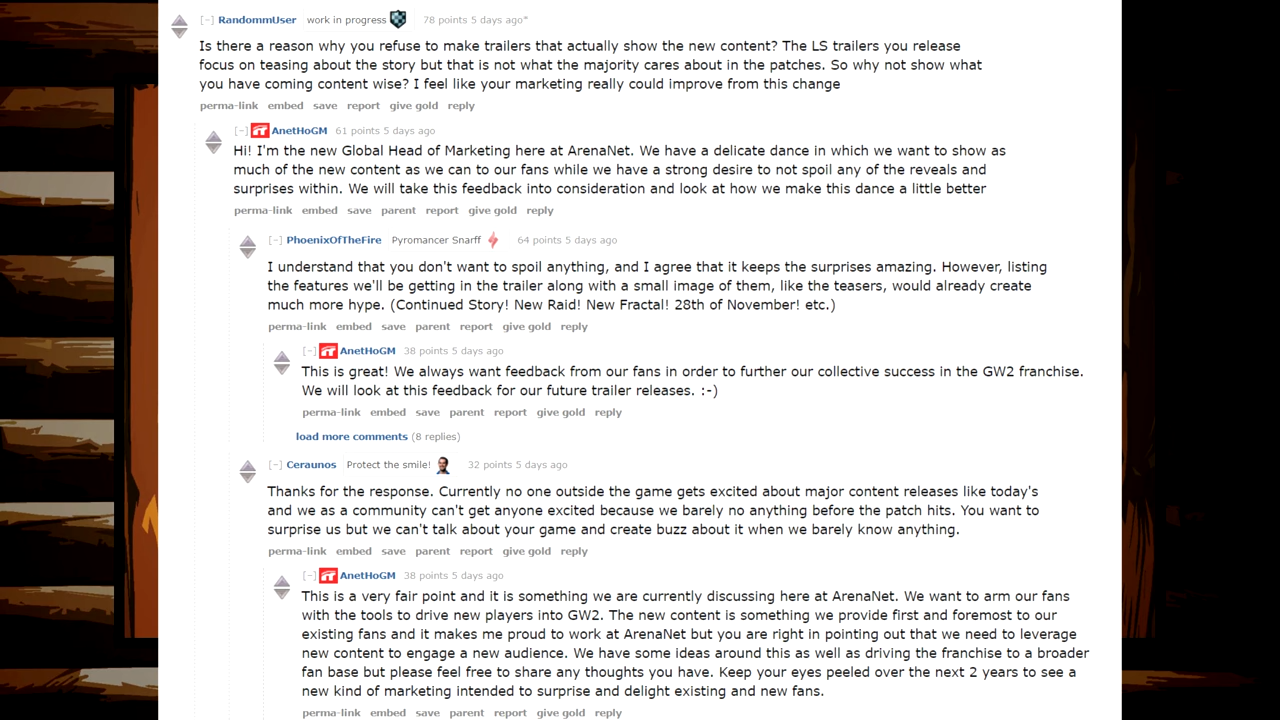 [-] RandommUser work in progress 78 points 5 days ago*
Is there a reason why you refuse to make trailers that actually show the new content? The LS trailers you release
focus on teasing about the story but that is not what the majority cares about in the patches. So why not show what
you have coming content wise? I feel like your marketing really could improve from this change
perma-link embed save report give gold reply
[-] AnetHoGM 61 points 5 days ago
Hi! I'm the new Global Head of Marketing here at ArenaNet. We have a delicate dance in which we want to show as
much of the new content as we can to our fans while we have a strong desire to not spoil any of the reveals and
surprises within. We will take this feedback into consideration and look at how we make this dance a little better
perma-link embed save parent report give gold reply
[-] PhoenixOfTheFire Pyromancer Snarff 64 points 5 days ago
I understand that you don't want to spoil anything, and I agree that it keeps the surprises amazing. However, listing
the features we'll be getting in the trailer along with a small image of them, like the teasers, would already create
much more hype. (Continued Story! New Raid! New Fractal! 28th of November! etc.)
perma-link embed save parent report give gold reply
[-] AnetHoGM 38 points 5 days ago
This is great! We always want feedback from our fans in order to further our collective success in the GW2 franchise.
We will look at this feedback for our future trailer releases. :-)
perma-link embed save parent report give gold reply
load more comments (8 replies)
[-] Ceraunos Protect the smile! 32 points 5 days ago
Thanks for the response. Currently no one outside the game gets excited about major content releases like today's
and we as a community can't get anyone excited because we barely no anything before the patch hits. You want to
surprise us but we can't talk about your game and create buzz about it when we barely know anything.
perma-link embed save parent report give gold reply
[-] AnetHoGM 38 points 5 days ago
This is a very fair point and it is something we are currently discussing here at ArenaNet. We want to arm our fans
with the tools to drive new players into GW2. The new content is something we provide first and foremost to our
existing fans and it makes me proud to work at ArenaNet but you are right in pointing out that we need to leverage
new content to engage a new audience. We have some ideas around this as well as driving the franchise to a broader
fan base but please feel free to share any thoughts you have. Keep your eyes peeled over the next 2 years to see a
new kind of marketing intended to surprise and delight existing and new fans.
perma-link embed save parent report give gold reply